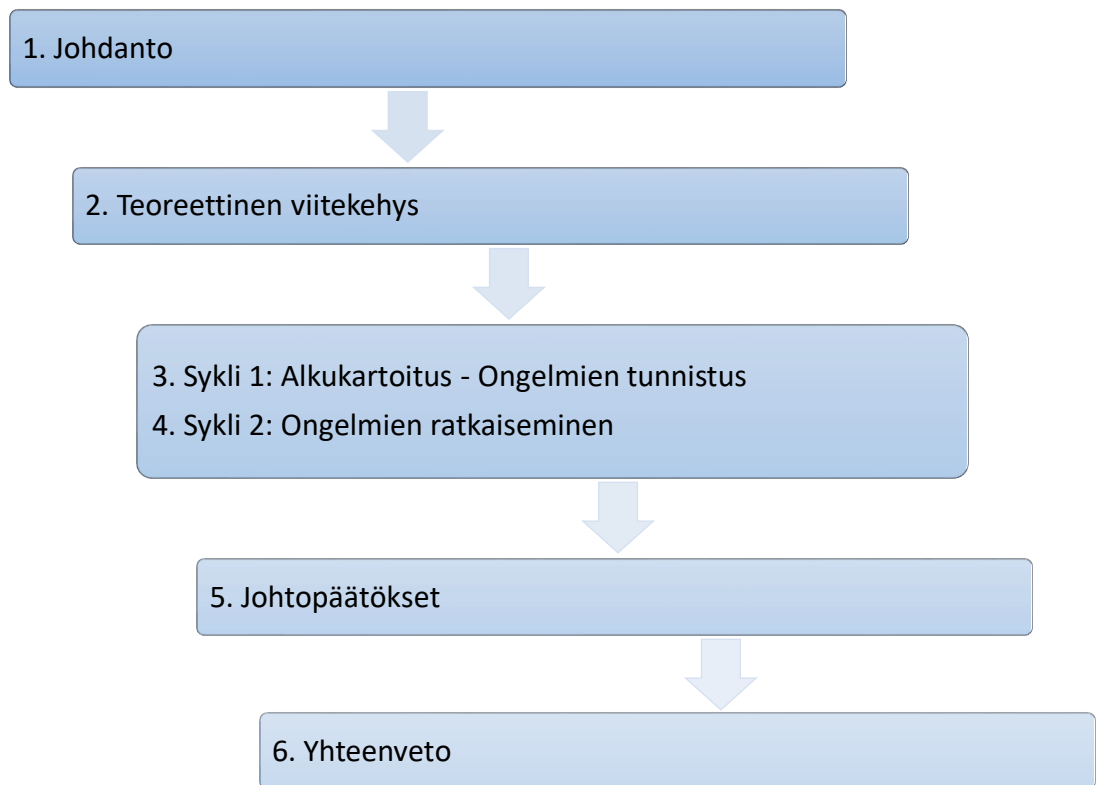 1. Johdanto
2. Teoreettinen viitekehys
3. Sykli 1: Alkukartoitus - Ongelmien tunnistus
4. Sykli 2: Ongelmien ratkaiseminen
5. Johtopäätökset
6. Yhteenveto